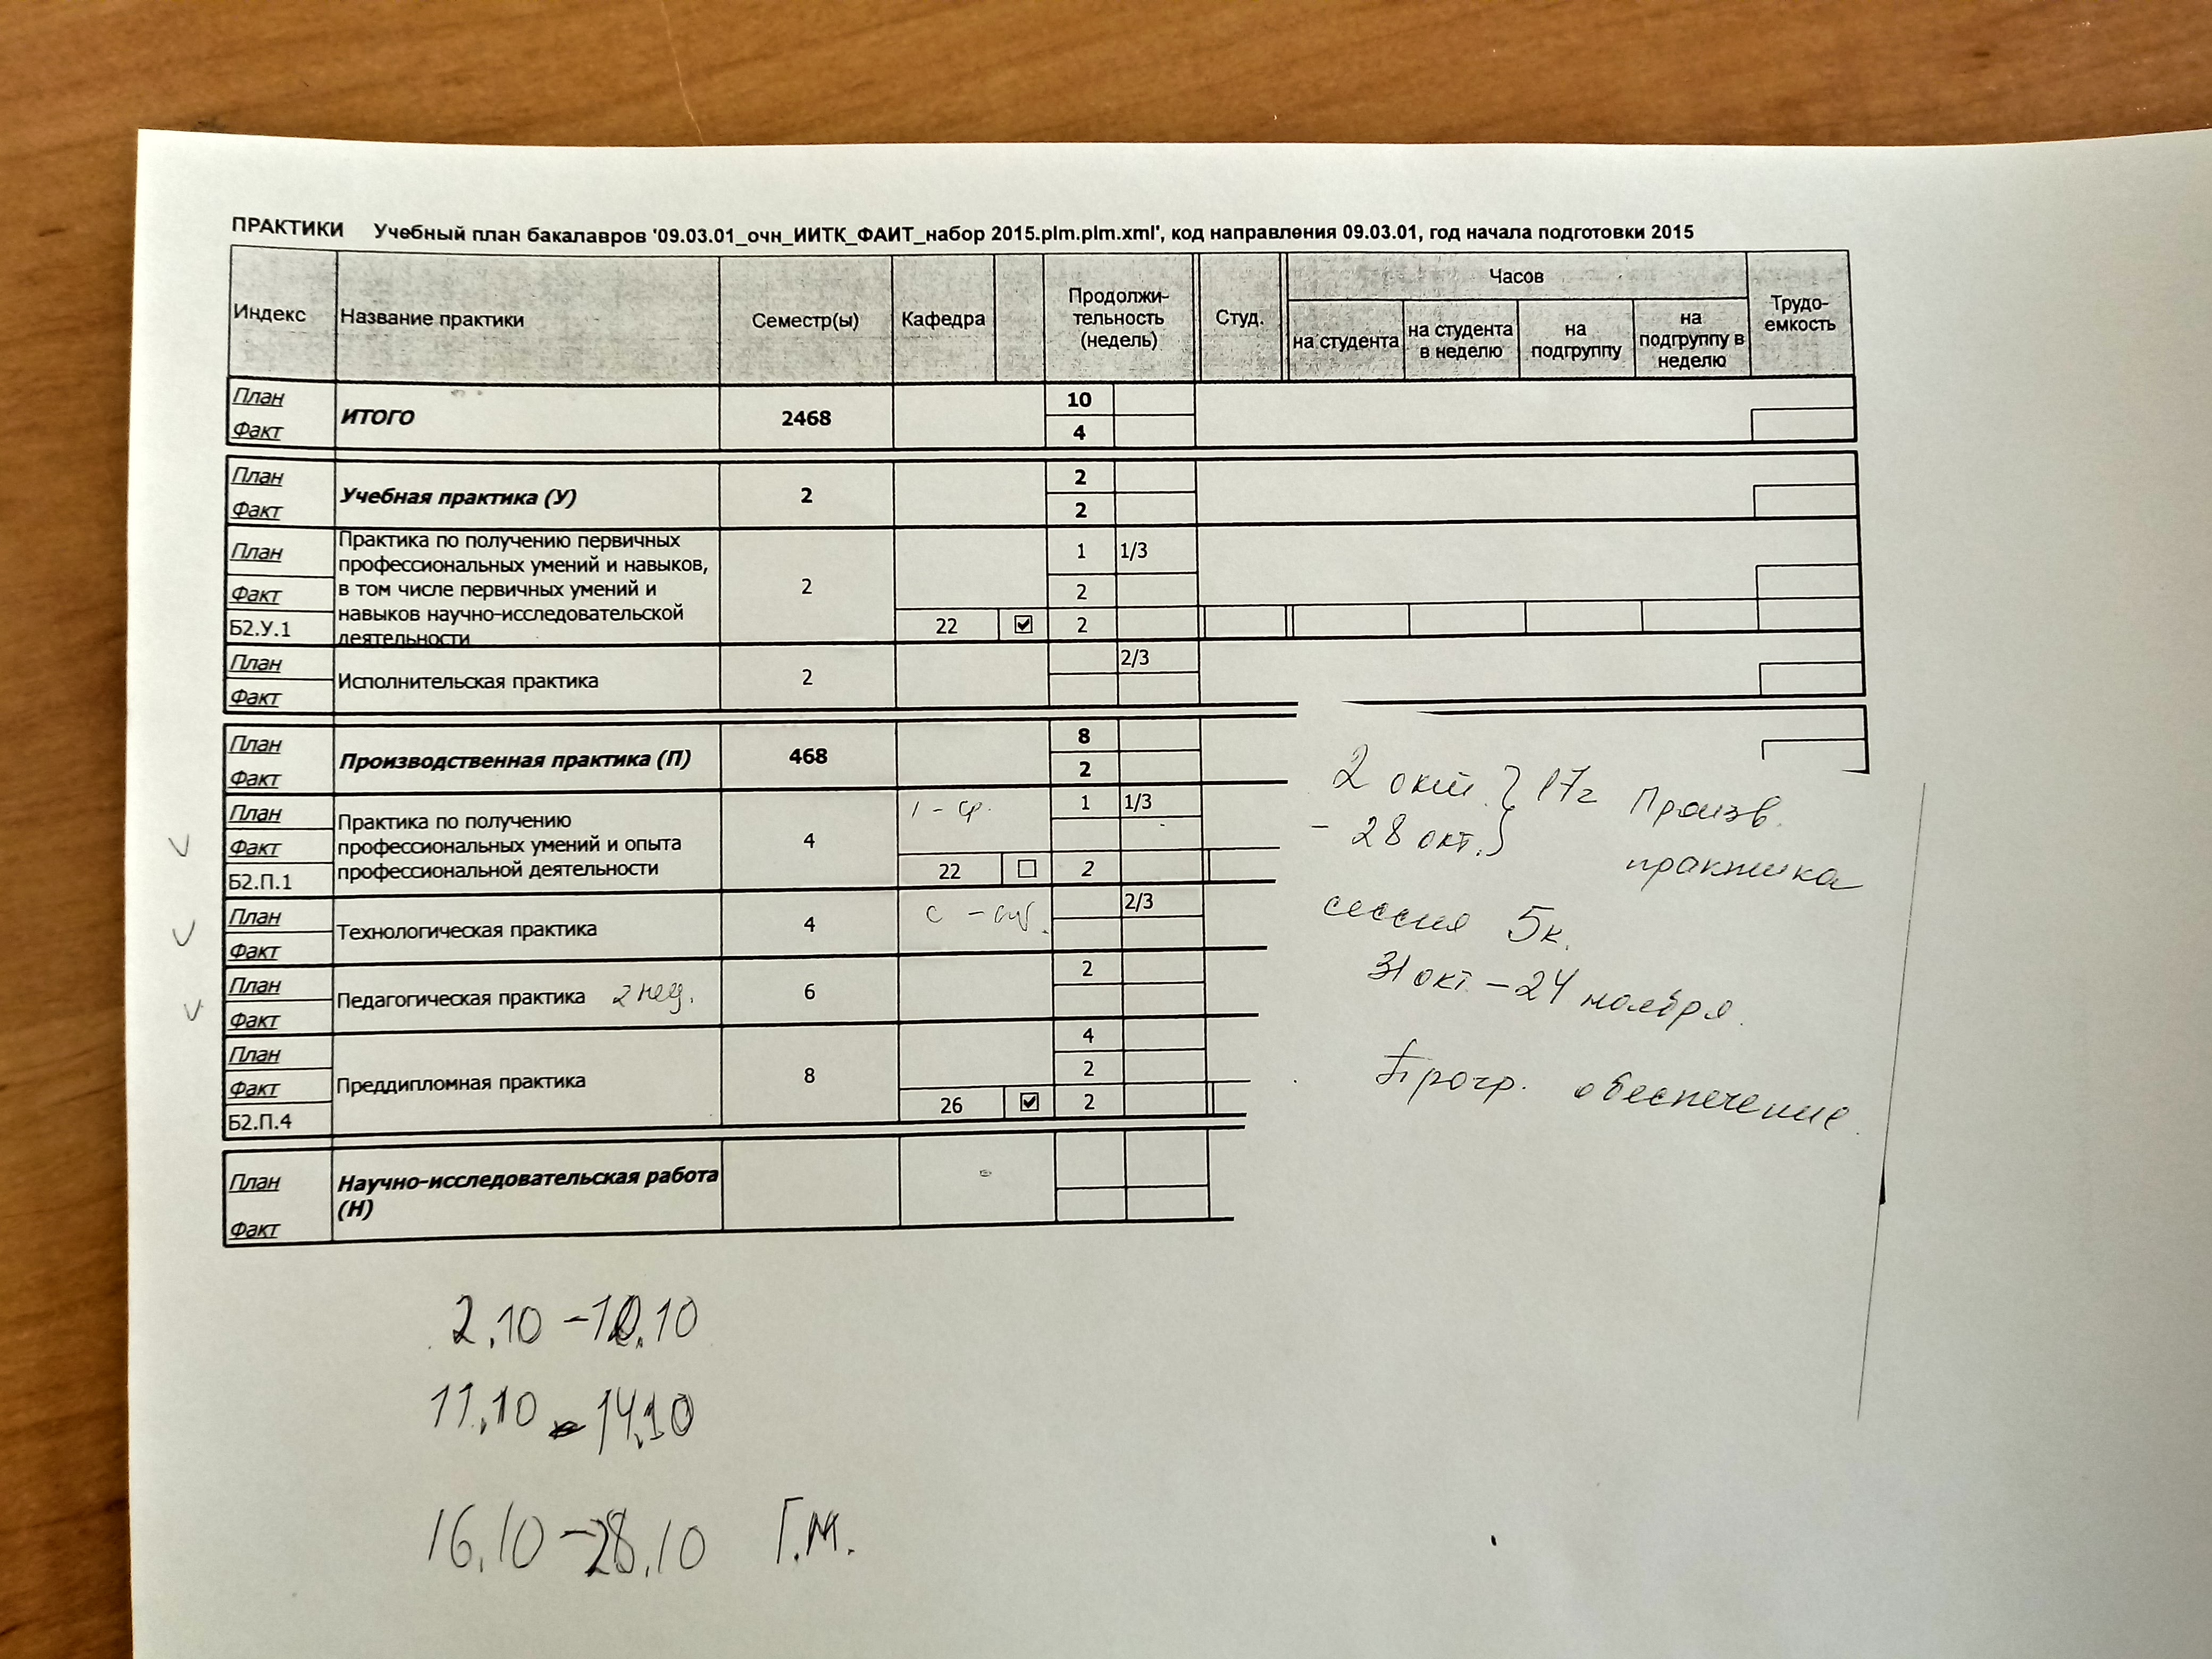 ПРАКТИКИ Учебный план бакалавров '09.03.01_очн_ИИТК_ФАИТ_набор 2015.plm.plm.xml', код направления 09.03.01, год начала подготовки 2015
Индекс
Название практики
Семестр(ы)
Кафедра
Продолжи-
тельность
(недель)
Студ.
Часов
на студента
на студента
в неделю
на
подгруппу
на
подгруппу в
неделю
Трудо-
емкость
План
Факт
ИТОГО
2468
10
4
План
Факт
Учебная практика (У)
2
2
2
План
Факт
Б2.У.1
Практика по получению первичных
профессиональных умений и навыков,
в том числе первичных умений и
навыков научно-исследовательской
деятельности
2
22
1 1/3
2
2
План
Факт
Исполнительская практика
2
2/3
План
Факт
Производственная практика (П)
468
8
2
План
Факт
Б2.П.1
Практика по получению
профессиональных умений и опыта
профессиональной деятельности
4
1 - ср.
22
1 1/3
2
План
Факт
Технологическая практика
4
2/3
План
Факт
Педагогическая практика 2 нед.
6
2
План
Факт
Б2.П.4
Преддипломная практика
8
26
4
2
2
План
Факт
Научно-исследовательская работа
(Н)
2 окт. } 17г Произв.
- 28 окт.
практика
сессия 5к.
31 окт. - 24 ноября.
Прогр. обеспечение.
2.10 - 10.10
11.10 - 14.10
16.10 - 28.10 Г.М.